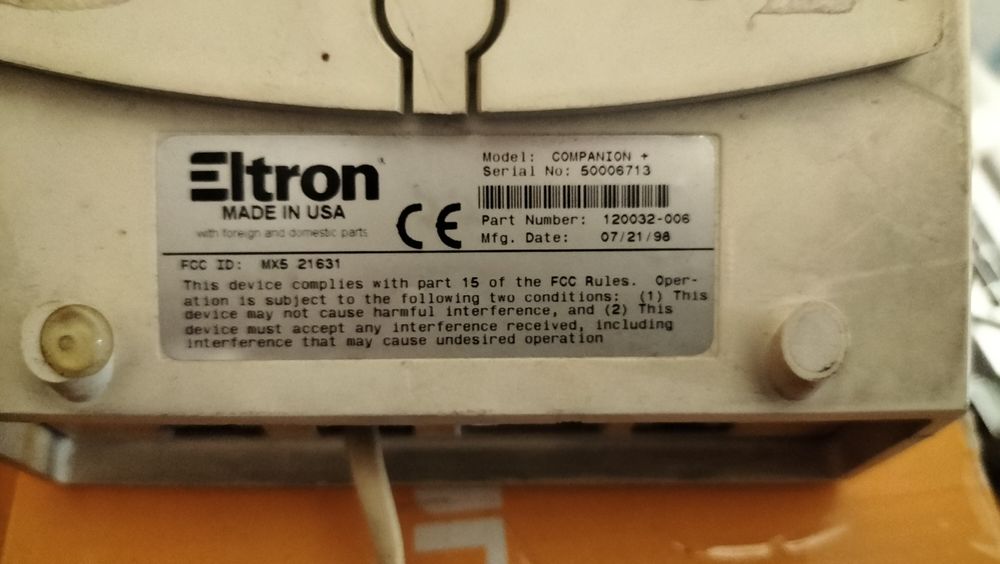 Eltron
MADE IN USA
with foreign and domestic parts
CE
Model: COMPANION +
Serial No: 50006713
Part Number: 120032-006
Mfg. Date: 07/21/98
FCC ID: MX5 21631
This device complies with part 15 of the FCC Rules. Oper-
ation is subject to the following two conditions: (1) This
device may not cause harmful interference, and (2) This
device must accept any interference received, including
interference that may cause undesired operation